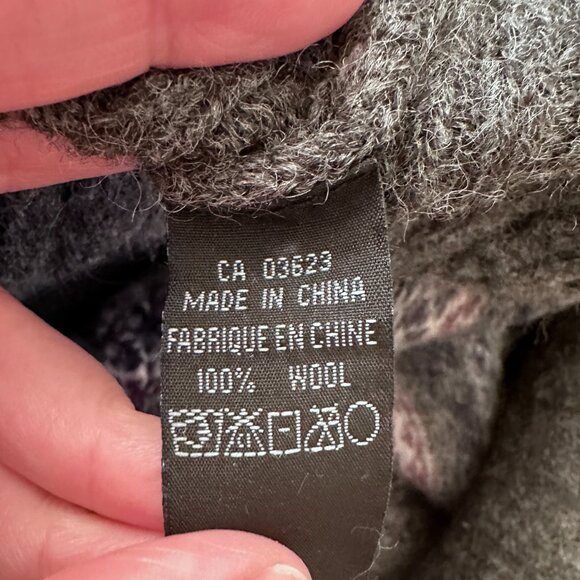 CA 03623
MADE IN CHINA
FABRIQUE EN CHINE
100% WOOL